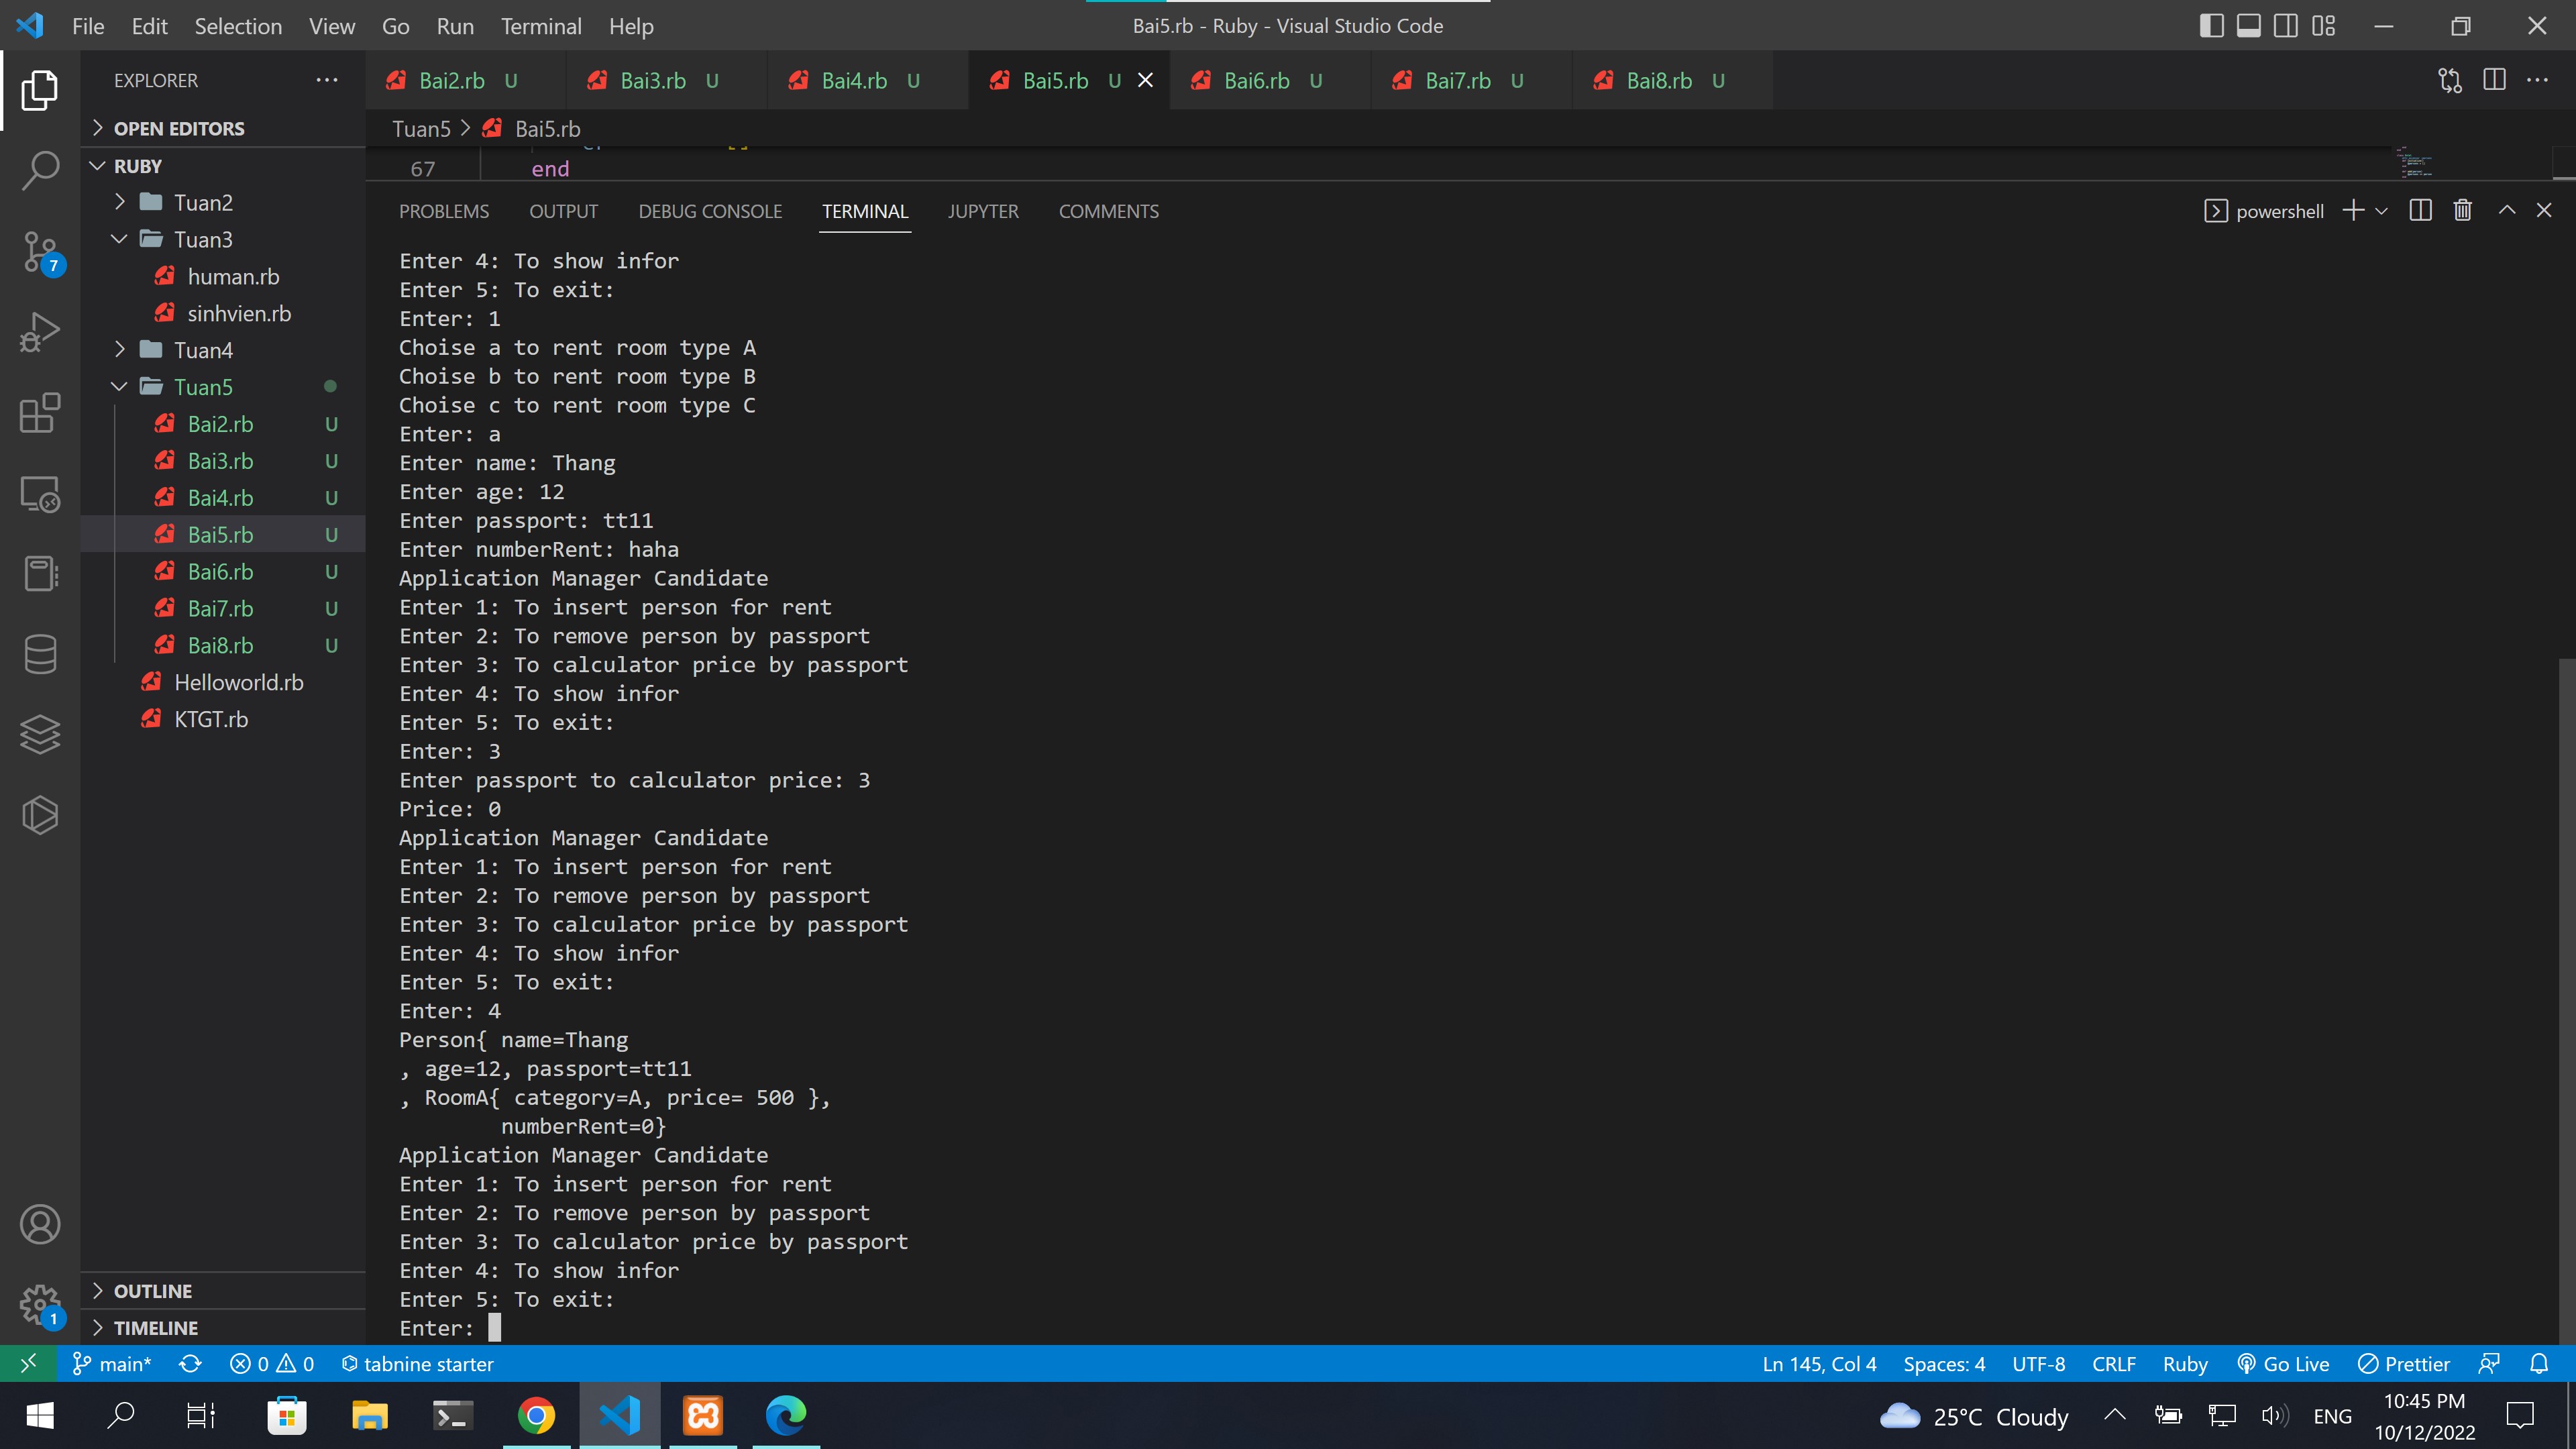 File Edit Selection View Go Run Terminal Help
Bai5.rb - Ruby - Visual Studio Code
EXPLORER
OPEN EDITORS
RUBY
Tuan2
Tuan3
human.rb
sinhvien.rb
Tuan4
Tuan5
Bai2.rb U
Bai3.rb U
Bai4.rb U
Bai5.rb U
Bai6.rb U
Bai7.rb U
Bai8.rb U
Helloworld.rb
KTGT.rb
OUTLINE
TIMELINE
7
1
Bai2.rb U Bai3.rb U Bai4.rb U Bai5.rb U Bai6.rb U Bai7.rb U Bai8.rb U
Tuan5 > Bai5.rb
67 end
PROBLEMS OUTPUT DEBUG CONSOLE TERMINAL JUPYTER COMMENTS
powershell
Enter 4: To show infor
Enter 5: To exit:
Enter: 1
Choise a to rent room type A
Choise b to rent room type B
Choise c to rent room type C
Enter: a
Enter name: Thang
Enter age: 12
Enter passport: tt11
Enter numberRent: haha
Application Manager Candidate
Enter 1: To insert person for rent
Enter 2: To remove person by passport
Enter 3: To calculator price by passport
Enter 4: To show infor
Enter 5: To exit:
Enter: 3
Enter passport to calculator price: 3
Price: 0
Application Manager Candidate
Enter 1: To insert person for rent
Enter 2: To remove person by passport
Enter 3: To calculator price by passport
Enter 4: To show infor
Enter 5: To exit:
Enter: 4
Person{ name=Thang
, age=12, passport=tt11
, RoomA{ category=A, price= 500 },
numberRent=0}
Application Manager Candidate
Enter 1: To insert person for rent
Enter 2: To remove person by passport
Enter 3: To calculator price by passport
Enter 4: To show infor
Enter 5: To exit:
Enter:
main* 0 0 tabnine starter
Ln 145, Col 4 Spaces: 4 UTF-8 CRLF Ruby Go Live Prettier
25°C Cloudy ENG
10:45 PM
10/12/2022